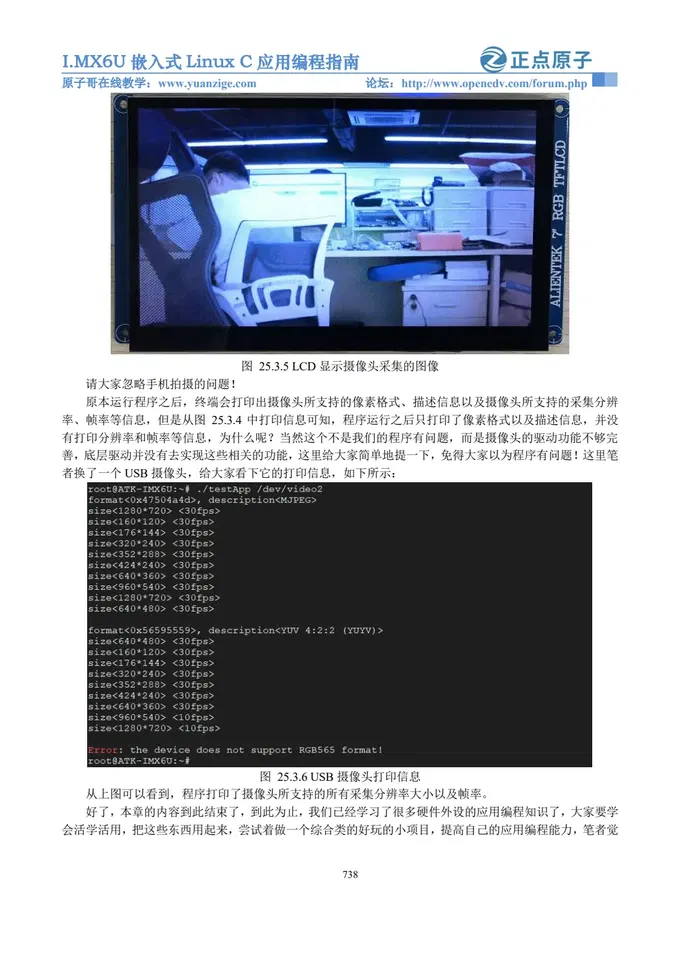 I.MX6U 嵌入式 Linux C 应用编程指南
正点原子
原子哥在线教学：www.yuanzige.com
论坛：http://www.openedv.com/forum.php
ALIENTEK 7" RGB TFTLCD
图 25.3.5 LCD 显示摄像头采集的图像
请大家忽略手机拍摄的问题！
原本运行程序之后，终端会打印出摄像头所支持的像素格式、描述信息以及摄像头所支持的采集分辨
率、帧率等信息，但是从图 25.3.4 中打印信息可知，程序运行之后只打印了像素格式以及描述信息，并没
有打印分辨率和帧率等信息，为什么呢？当然这个不是我们的程序有问题，而是摄像头的驱动功能不够完
善，底层驱动并没有去实现这些相关的功能，这里给大家简单地提一下，免得大家以为程序有问题！这里笔
者换了一个 USB 摄像头，给大家看下它的打印信息，如下所示：
root@ATK-IMX6U:~# ./testApp /dev/video2
format<0x47504a4d>, description<MJPEG>
size<1280*720> <30fps>
size<160*120> <30fps>
size<176*144> <30fps>
size<320*240> <30fps>
size<352*288> <30fps>
size<424*240> <30fps>
size<640*360> <30fps>
size<960*540> <30fps>
size<1280*720> <30fps>
size<640*480> <30fps>
format<0x56595559>, description<YUV 4:2:2 (YUYV)>
size<640*480> <30fps>
size<160*120> <30fps>
size<176*144> <30fps>
size<320*240> <30fps>
size<352*288> <30fps>
size<424*240> <30fps>
size<640*360> <30fps>
size<960*540> <10fps>
size<1280*720> <10fps>
Error: the device does not support RGB565 format!
root@ATK-IMX6U:~#
图 25.3.6 USB 摄像头打印信息
从上图可以看到，程序打印了摄像头所支持的所有采集分辨率大小以及帧率。
好了，本章的内容到此结束了，到此为止，我们已经学习了很多硬件外设的应用编程知识了，大家要学
会活学活用，把这些东西用起来，尝试着做一个综合类的好玩的小项目，提高自己的应用编程能力，笔者觉
738